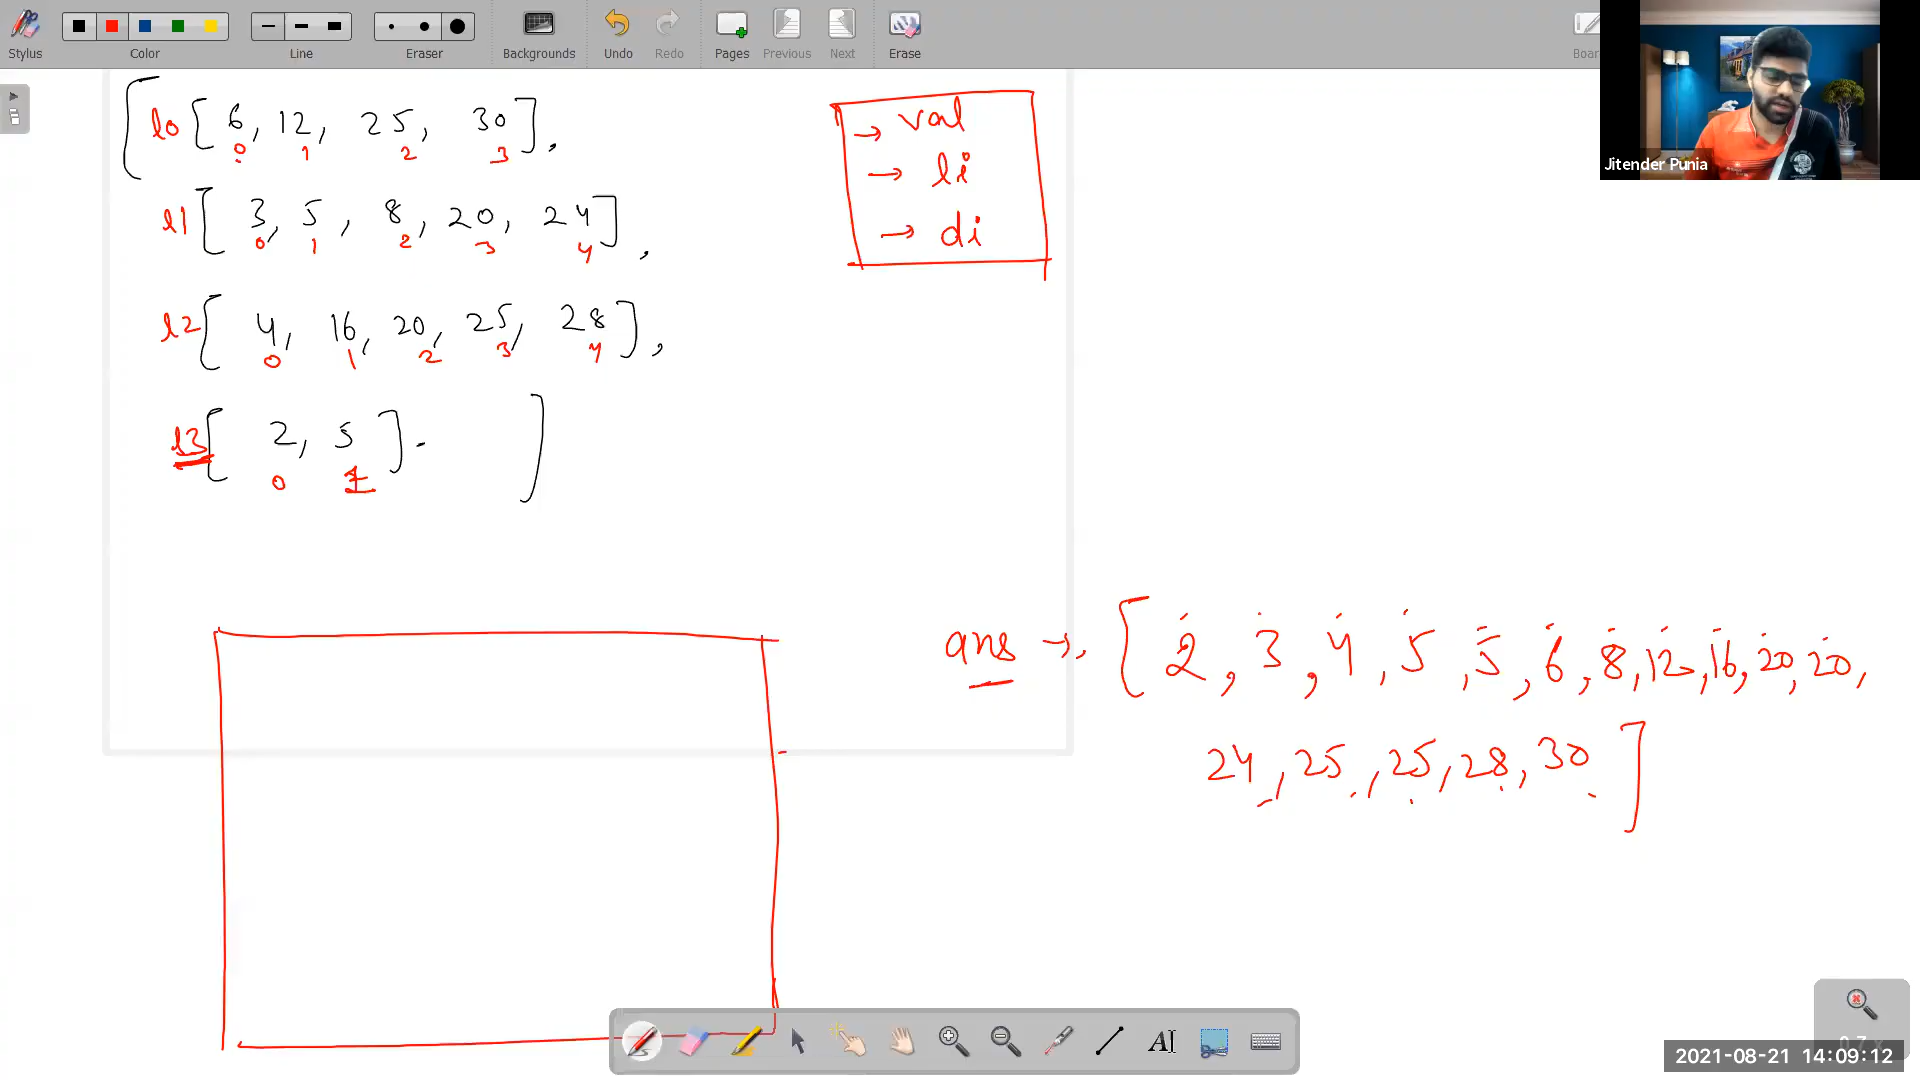 Stylus Color Line Eraser Backgrounds Undo Redo Pages Previous Next Erase Boar
Jitender Punia
l0 [ 6, 12, 25, 30 ],
0 1 2 3
l1 [ 3, 5, 8, 20, 24 ],
0 1 2 3 4
l2 [ 4, 16, 20, 25, 28 ],
0 1 2 3 4
l3 [ 2, 5 ].
0 1
→ val
→ li
→ di
ans → [ 2, 3, 4, 5, 5, 6, 8, 12, 16, 20, 20,
24, 25, 25, 28, 30 ]
0.7 x
2021-08-21 14:09:12